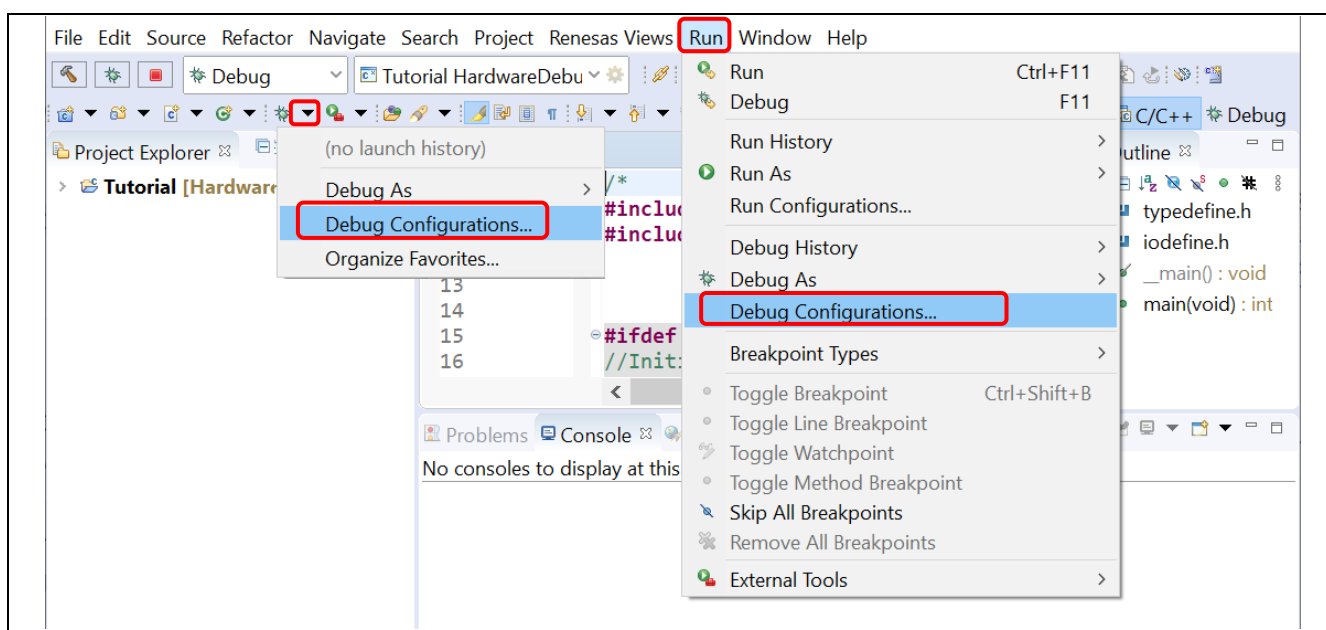 File Edit Source Refactor Navigate Search Project Renesas Views Run Window Help
Debug
Tutorial HardwareDebu
C/C++ Debug
Project Explorer
Tutorial [Hardware
(no launch history)
Debug As
Debug Configurations...
Organize Favorites...
/*
#includ
#includ
13
14
15 #ifdef
16 //Init:
Problems Console
No consoles to display at this
Run Ctrl+F11
Debug F11
Run History
Run As
Run Configurations...
Debug History
Debug As
Debug Configurations...
Breakpoint Types
Toggle Breakpoint Ctrl+Shift+B
Toggle Line Breakpoint
Toggle Watchpoint
Toggle Method Breakpoint
Skip All Breakpoints
Remove All Breakpoints
External Tools
utline
typedefine.h
iodefine.h
__main() : void
main(void) : int